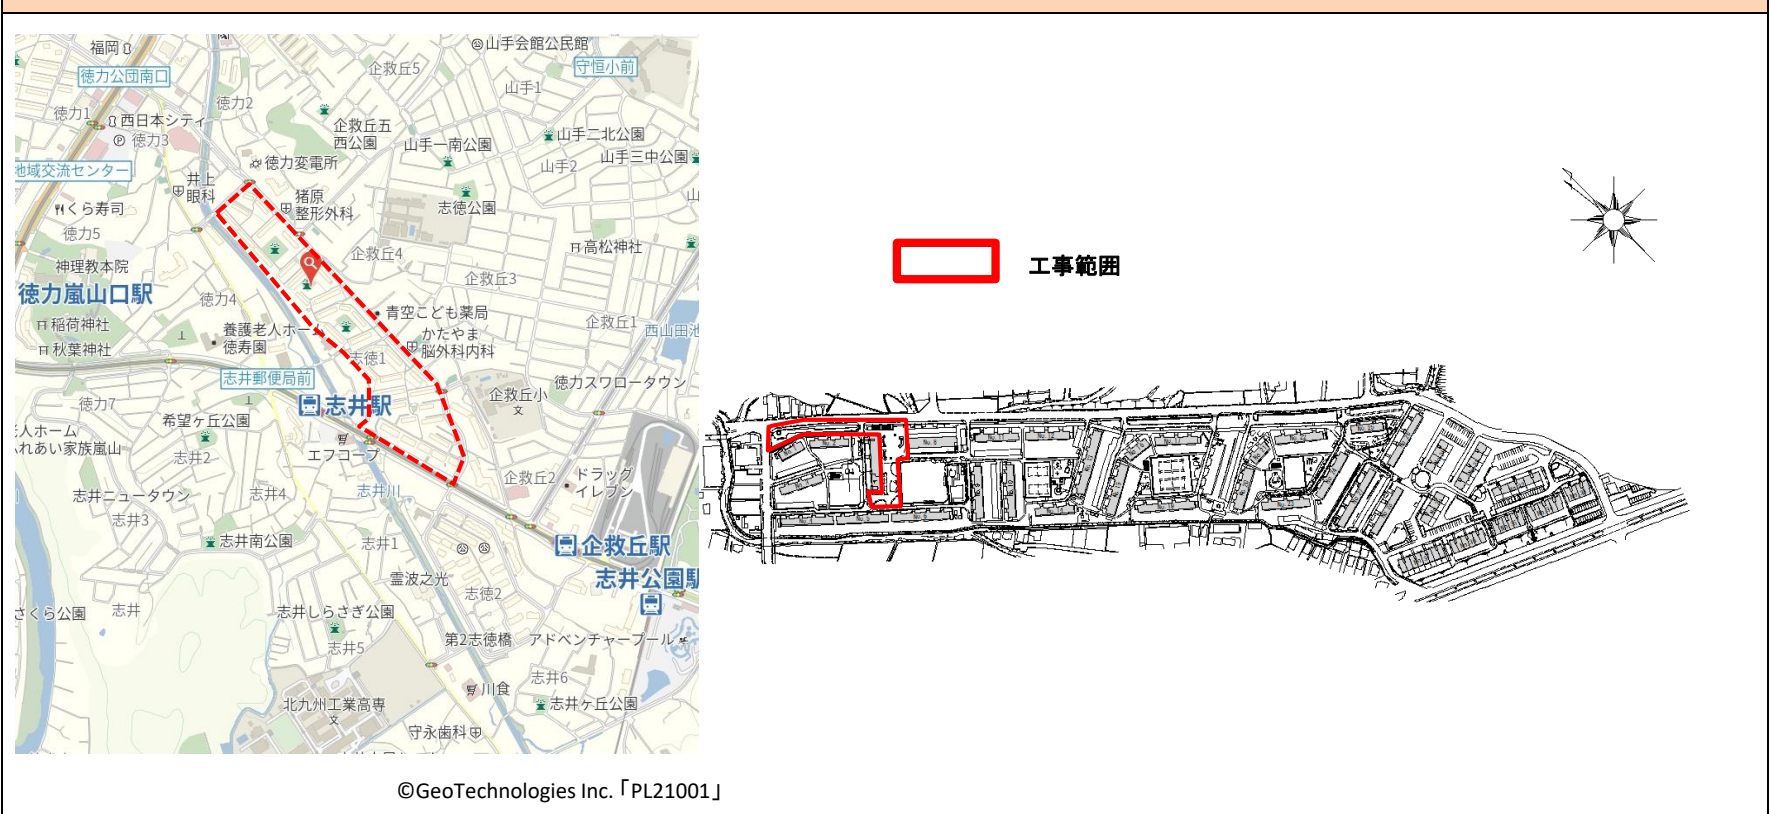 福岡
山手会館公民館
企救丘5
守恒小前
徳力公団南口
山手1
徳力2
徳力1
西日本シティ
企救丘五
西公園
山手二北公園
徳力3
山手一南公園
山手三中公園
徳力変電所
山手2
地域交流センター
井上
眼科
猪原
整形外科
志徳公園
くら寿司
徳力5
企救丘4
高松神社
神理教本院
企救丘3
徳力嵐山口駅
徳力4
青空こども薬局
稲荷神社
養護老人ホーム
徳寿園
かたやま
脳外科内科
企救丘1
西山田池
秋葉神社
志徳1
志井郵便局前
企救丘小
徳力スワロータウン
徳力7
希望ヶ丘公園
志井駅
人ホーム
ふれあい家族嵐山
エフコープ
志井2
企救丘2
ドラッグ
イレブン
志井ニュータウン
志井4
志井川
志井3
志井南公園
志井1
企救丘駅
志井公園駅
霊波之光
志徳2
さくら公園
志井
志井しらさぎ公園
第2志徳橋
アドベンチャープール
志井5
志井6
川食
北九州工業高専
志井ヶ丘公園
守永歯科
工事範囲
©GeoTechnologies Inc.「PL21001」